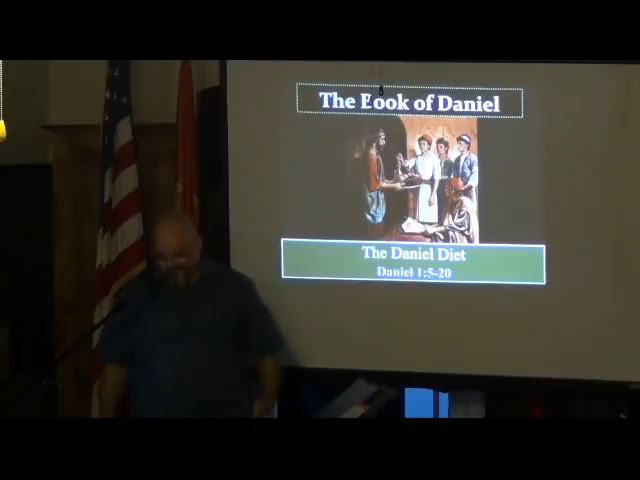 The Book of Daniel
The Daniel Diet
Daniel 1:5-20